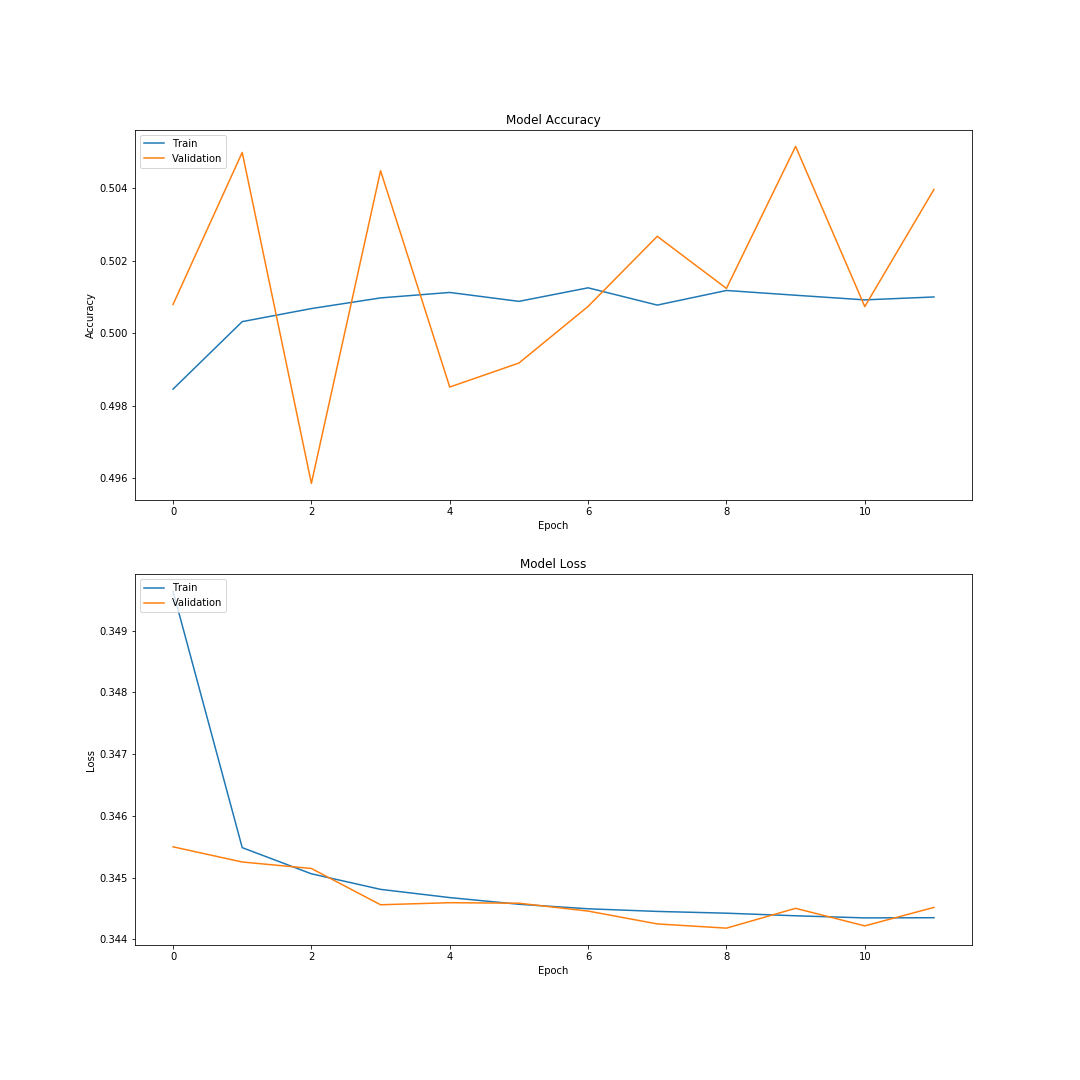 Model Accuracy
Train
Validation
0.504
0.502
0.500
0.498
0.496
Accuracy
0 2 4 6 8 10
Epoch
Model Loss
Train
Validation
0.349
0.348
0.347
0.346
0.345
0.344
Loss
0 2 4 6 8 10
Epoch